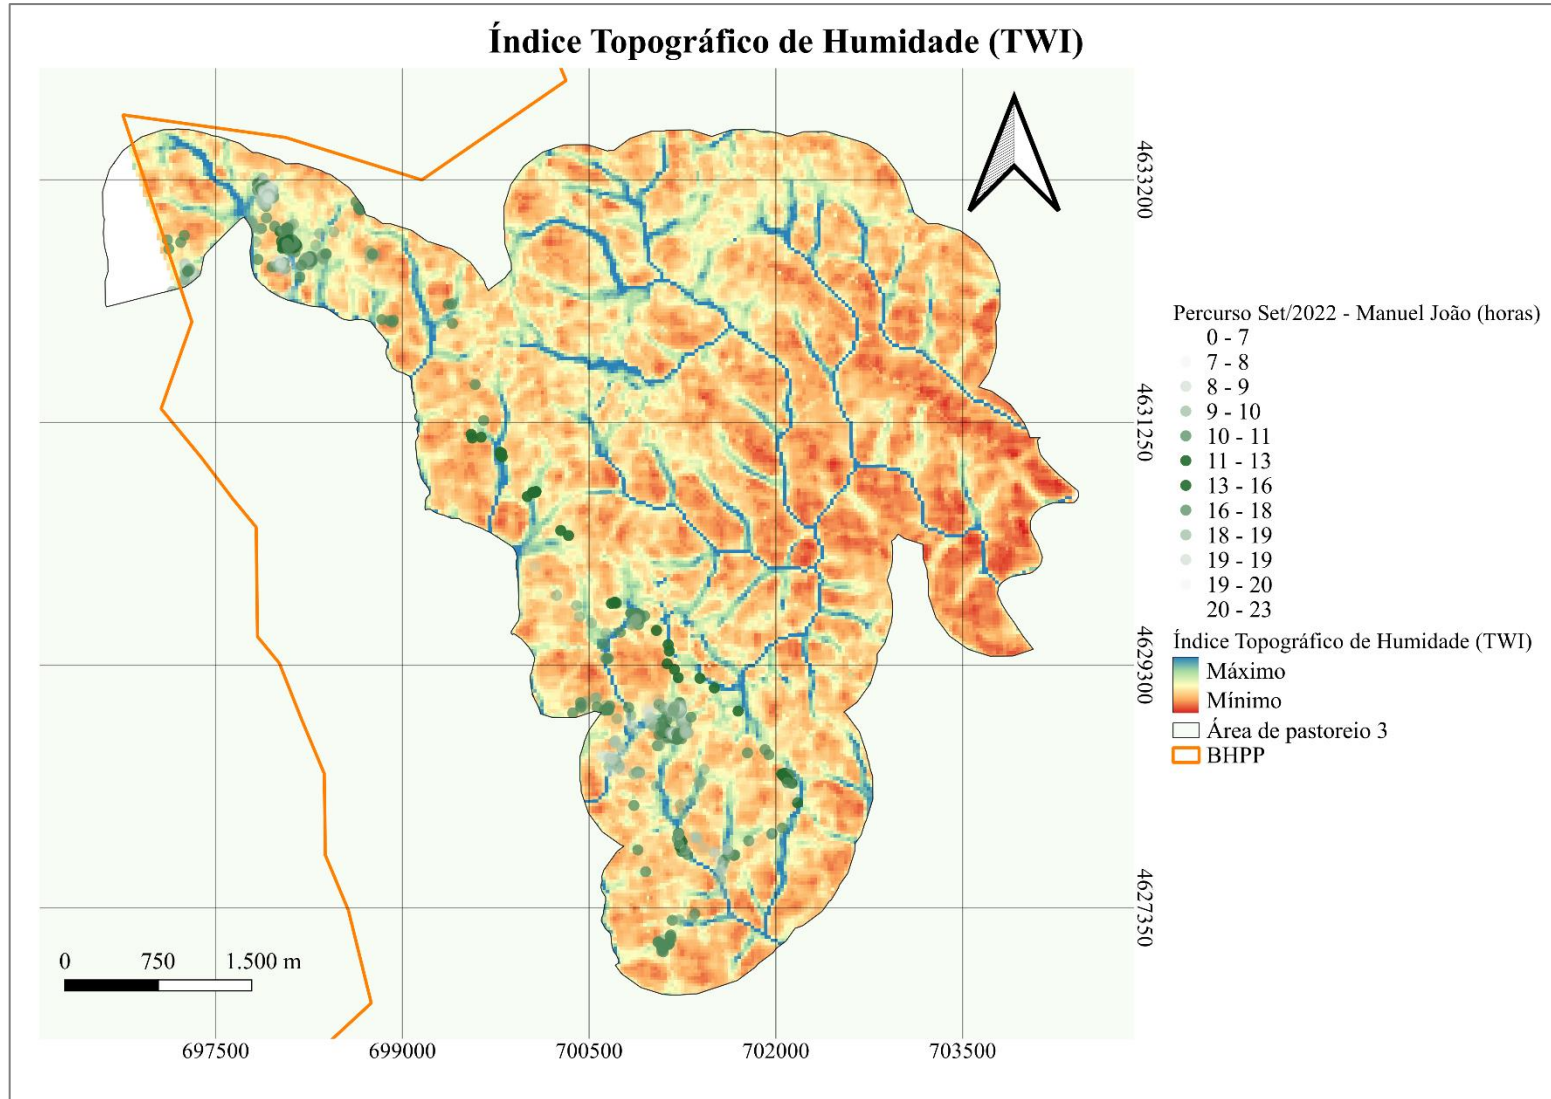 Índice Topográfico de Humidade (TWI)
4633200
4631250
4629300
4627350
0 750 1.500 m
697500 699000 700500 702000 703500
Percurso Set/2022 - Manuel João (horas)
0 - 7
7 - 8
8 - 9
9 - 10
10 - 11
11 - 13
13 - 16
16 - 18
18 - 19
19 - 19
19 - 20
20 - 23
Índice Topográfico de Humidade (TWI)
Máximo
Mínimo
Área de pastoreio 3
BHPP